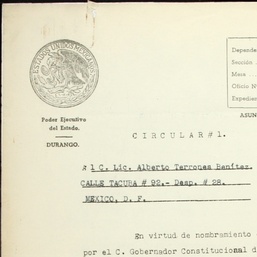 ESTADOS UNIDOS MEXICANOS
Poder Ejecutivo
del Estado.
DURANGO.
Depende
Sección
Mesa
Oficio N
Expedien
ASUN
CIRCULAR # 1.
1 C. Lic. Alberto Terrones Benítez.
CALLE TACUBA # 92.- Desp. # 28.
MEXICO, D. F.
En virtud de nombramiento
por el C. Gobernador Constitucional d